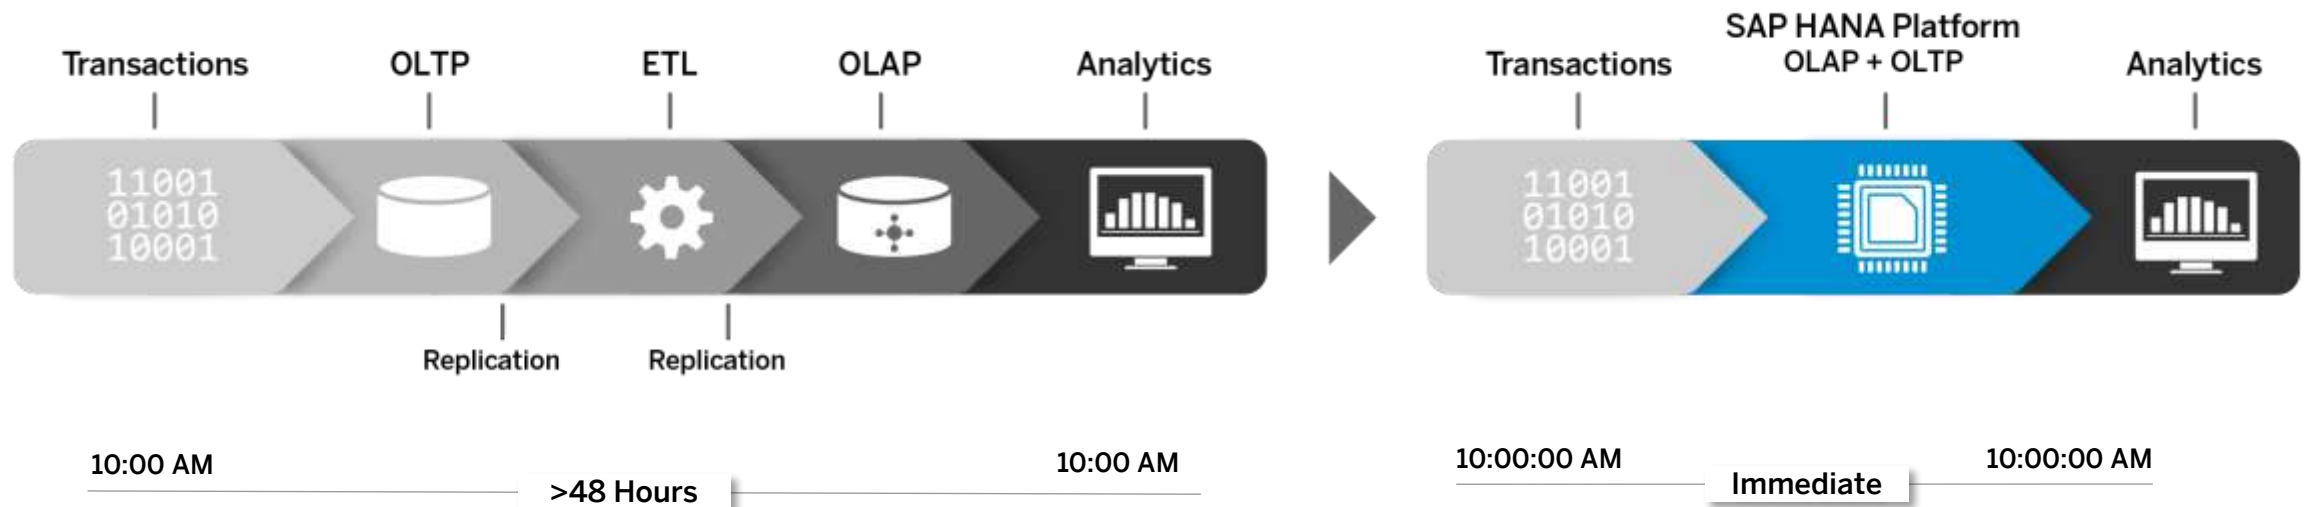 Transactions
OLTP
ETL
OLAP
Analytics
11001
01010
10001
Replication
Replication
10:00 AM
>48 Hours
10:00 AM
SAP HANA Platform
OLAP + OLTP
Transactions
Analytics
11001
01010
10001
10:00:00 AM
Immediate
10:00:00 AM